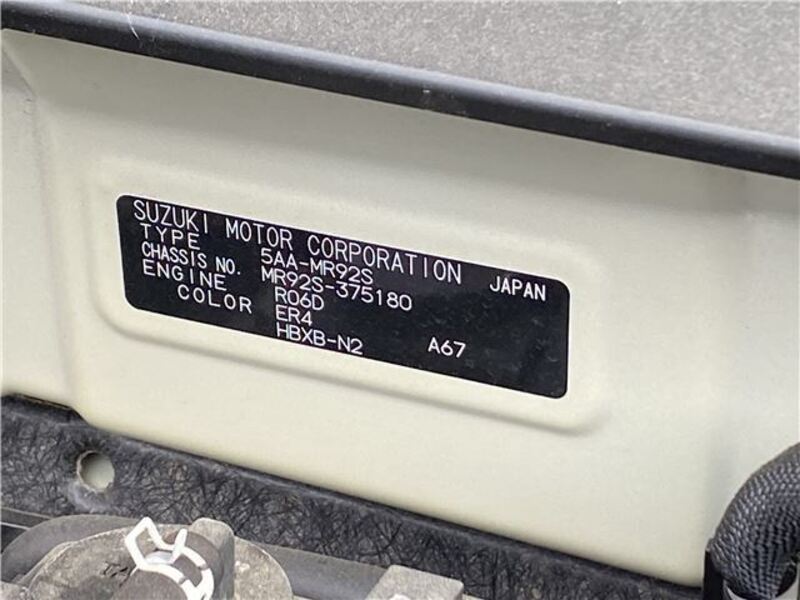 SUZUKI MOTOR CORPORATION JAPAN
TYPE 5AA-MR92S
CHASSIS NO. MR92S-375180
ENGINE R06D
COLOR ER4
HBXB-N2 A67